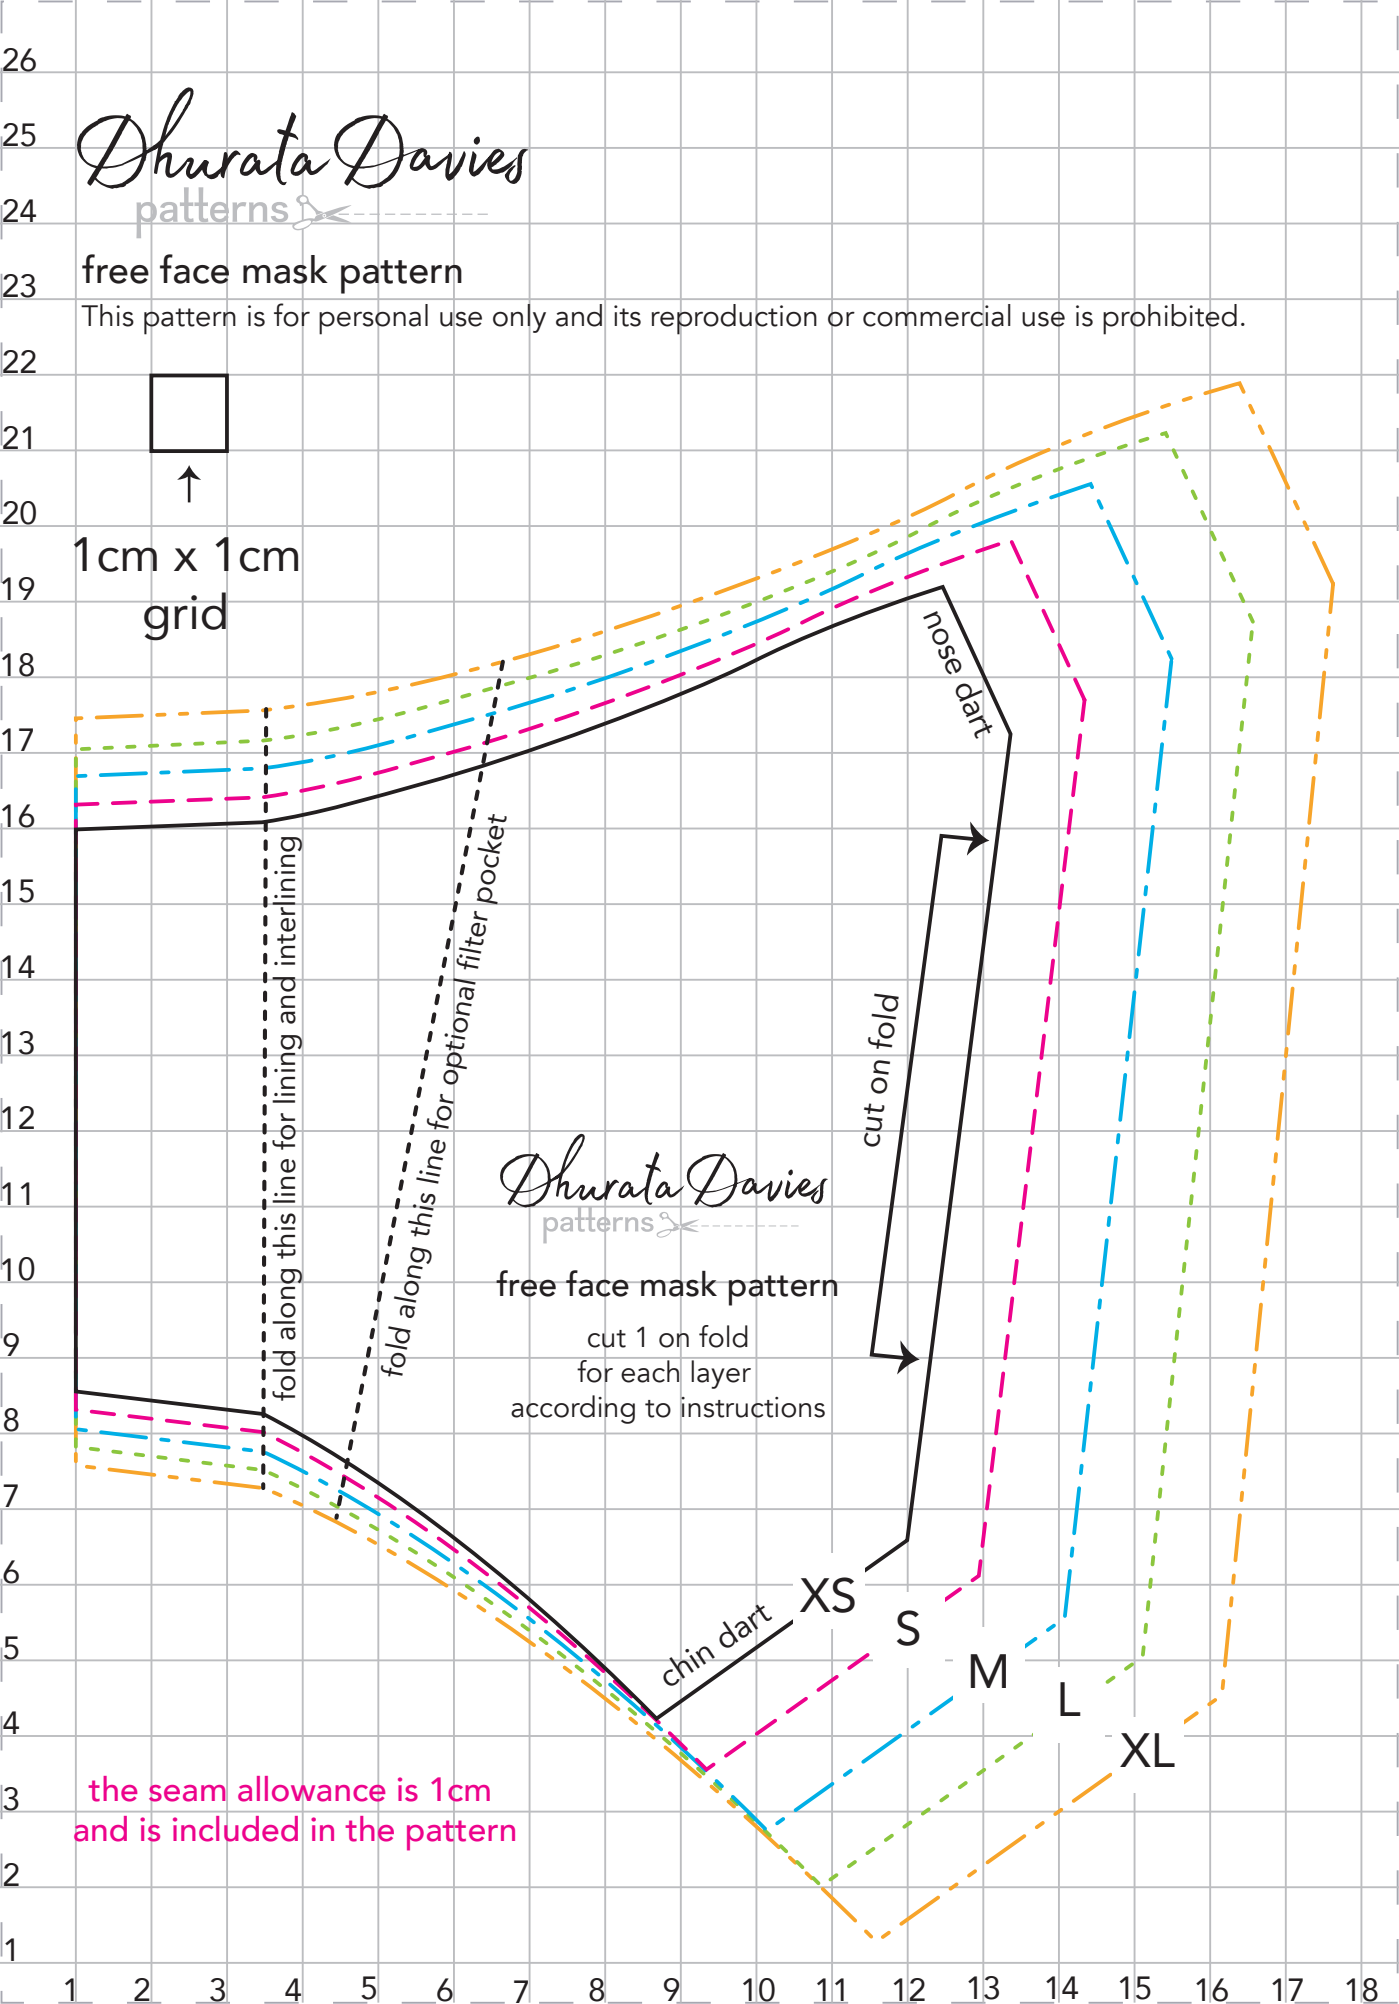 26
25
Dhurata Davies
patterns
24
free face mask pattern
23
This pattern is for personal use only and its reproduction or commercial use is prohibited.
22
21
20
1cm x 1cm
grid
19
18
nose dart
17
16
fold along this line for lining and interlining
fold along this line for optional filter pocket
15
14
cut on fold
13
12
Dhurata Davies
patterns
11
10
free face mask pattern
9
cut 1 on fold
for each layer
according to instructions
8
7
6
XS
S
chin dart
5
M
L
4
XL
the seam allowance is 1cm
and is included in the pattern
3
2
1
1 2 3 4 5 6 7 8 9 10 11 12 13 14 15 16 17 18